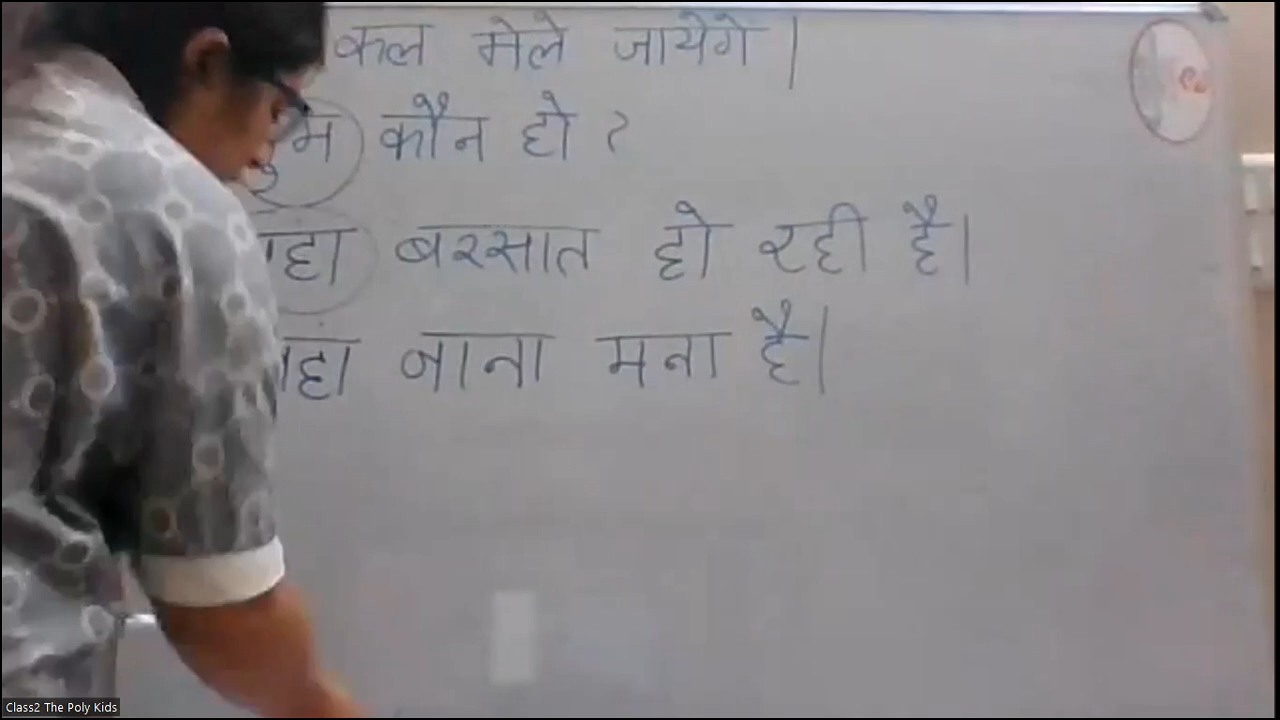 कल मेले जायेगे |
कौन हो ?
बरसात हो रही है |
जाना मना है |
Class2 The Poly Kids